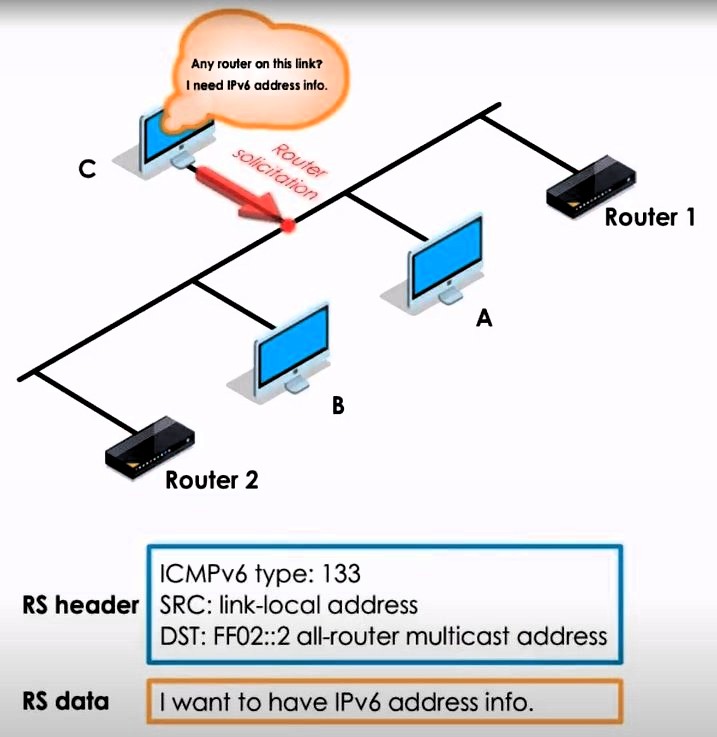 Any router on this link?
I need IPv6 address info.
C
Router
solicitation
Router 1
A
B
Router 2
RS header
ICMPv6 type: 133
SRC: link-local address
DST: FF02::2 all-router multicast address
RS data
I want to have IPv6 address info.